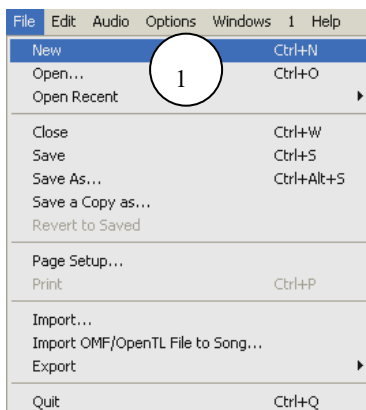 File Edit Audio Options Windows 1 Help
New Ctrl+N
1
Open... Ctrl+O
Open Recent
Close Ctrl+W
Save Ctrl+S
Save As... Ctrl+Alt+S
Save a Copy as...
Revert to Saved
Page Setup...
Print Ctrl+P
Import...
Import OMF/OpenTL File to Song...
Export
Quit Ctrl+Q